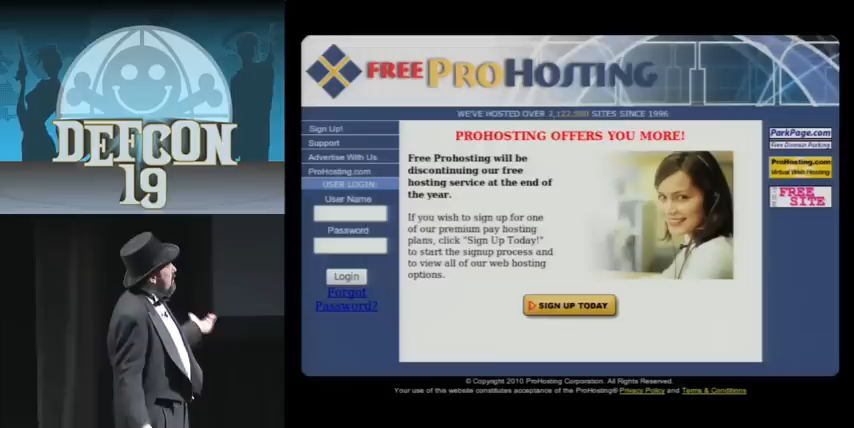 DEFCON
19
FREE PROHOSTING
WE'VE HOSTED OVER 2,122,500 SITES SINCE 1996
Sign Up!
Support
Advertise With Us
ProHosting.com
USER LOGIN:
User Name
Password
Login
Forgot
Password?
PROHOSTING OFFERS YOU MORE!
Free Prohosting will be
discontinuing our free
hosting service at the end of
the year.
If you wish to sign up for one
of our premium pay hosting
plans, click "Sign Up Today!"
to start the signup process and
to view all of our web hosting
options.
SIGN UP TODAY
ParkPage.com
Free Domain Parking
ProHosting.com
Virtual Web Hosting
FREE
SITE
© Copyright 2010 ProHosting Corporation. All Rights Reserved.
Your use of this website constitutes acceptance of the ProHosting® Privacy Policy and Terms & Conditions